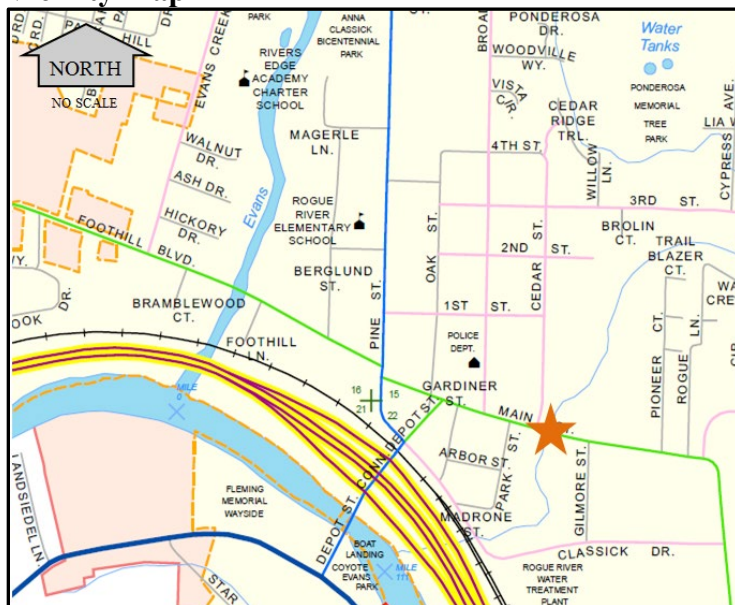 NORTH
NO SCALE
HILL
EVANS CREEK
PARK
RIVERS
EDGE
ACADEMY
CHARTER
SCHOOL
ANNA
CLASSICK
BICENTENNIAL
PARK
ST.
BROAD
PONDEROSA
DR.
WOODVILLE
WY.
Water
Tanks
VISTA
CIR.
CEDAR
RIDGE
TRL.
PONDEROSA
MEMORIAL
TREE
PARK
CYPRESS AVE.
MAGERLE
LN.
4TH ST.
WILLOW
LN.
WALNUT
DR.
ASH DR.
HICKORY
DR.
Evans
ROGUE
RIVER
ELEMENTARY
SCHOOL
OAK ST.
3RD ST.
BROLIN
CT.
TRAIL
BLAZER
CT.
2ND ST.
CEDAR ST.
FOOTHILL BLVD.
BERGLUND
ST.
PINE ST.
DR.
BRAMBLEWOOD
CT.
1ST ST.
FOOTHILL
LN.
POLICE
DEPT.
PIONEER CT.
ROGUE LN.
CIR.
MILE
0
16 15
21 22
GARDINER
ST.
MAIN
DEPOT ST.
CONN.
ARBOR ST
PARK ST.
GILMORE ST.
LANDSIEDEL LN.
FLEMING
MEMORIAL
WAYSIDE
DEPOT ST.
MADRONE
ST.
CLASSICK DR.
BOAT
LANDING
COYOTE
EVANS
PARK
MILE
111
ROGUE RIVER
WATER
TREATMENT
PLANT
STAR